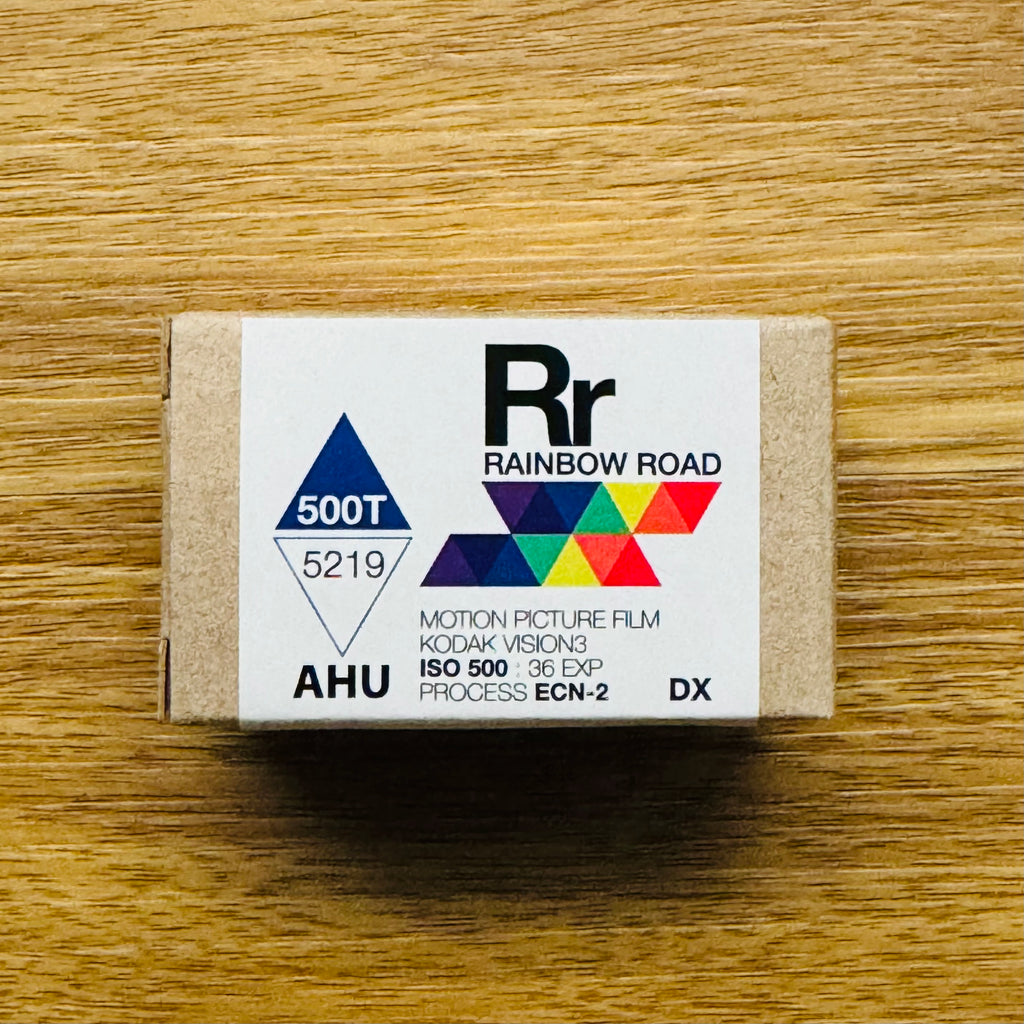 Rr
RAINBOW ROAD
500T
5219
AHU
MOTION PICTURE FILM
KODAK VISION3
ISO 500 : 36 EXP
PROCESS ECN-2
DX